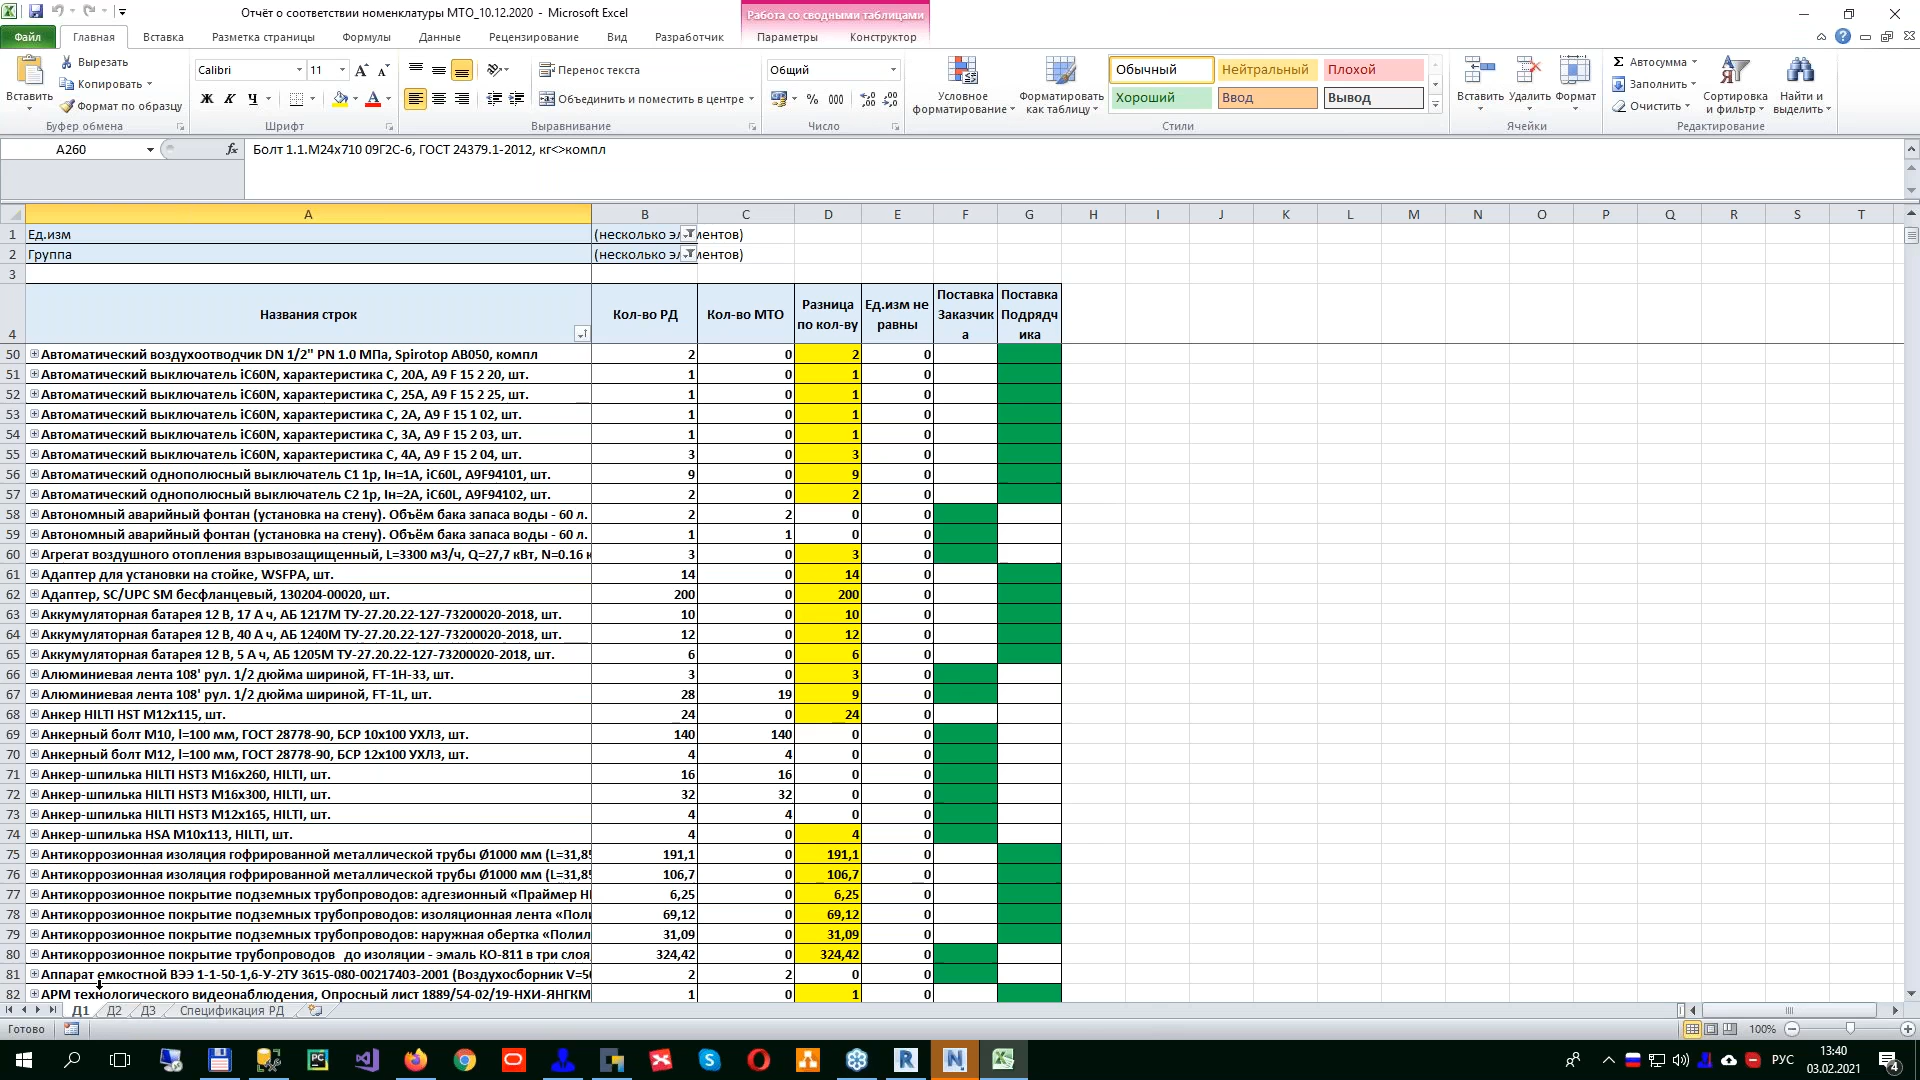 Отчёт о соответствии номенклатуры МТО_10.12.2020 - Microsoft Excel
Работа со сводными таблицами
Файл Главная Вставка Разметка страницы Формулы Данные Рецензирование Вид Разработчик Параметры Конструктор
Вставить
Вырезать
Копировать
Формат по образцу
Буфер обмена
Calibri 11
Ж К Ч
Шрифт
Перенос текста
Объединить и поместить в центре
Выравнивание
Общий
% 000
Число
Условное форматирование
Форматировать как таблицу
Обычный Нейтральный Плохой
Хороший Ввод Вывод
Стили
Вставить Удалить Формат
Ячейки
Автосумма
Заполнить
Очистить
Сортировка и фильтр
Найти и выделить
Редактирование
A260 fx Болт 1.1.М24х710 09Г2С-6, ГОСТ 24379.1-2012, кг<>компл
A B C D E F G H I J K L M N O P Q R S T
1 Ед.изм (несколько эл ментов)
2 Группа (несколько эл ментов)
3
4 Названия строк Кол-во РД Кол-во МТО Разница по кол-ву Ед.изм не равны Поставка Заказчика Поставка Подрядчика
50 Автоматический воздухоотводчик DN 1/2" PN 1.0 МПа, Spirotop AB050, компл 2 0 2 0
51 Автоматический выключатель iC60N, характеристика C, 20А, A9 F 15 2 20, шт. 1 0 1 0
52 Автоматический выключатель iC60N, характеристика C, 25А, A9 F 15 2 25, шт. 1 0 1 0
53 Автоматический выключатель iC60N, характеристика C, 2А, A9 F 15 1 02, шт. 1 0 1 0
54 Автоматический выключатель iC60N, характеристика C, 3А, A9 F 15 2 03, шт. 1 0 1 0
55 Автоматический выключатель iC60N, характеристика C, 4А, A9 F 15 2 04, шт. 3 0 3 0
56 Автоматический однополюсный выключатель C1 1p, Iн=1А, iC60L, A9F94101, шт. 9 0 9 0
57 Автоматический однополюсный выключатель C2 1p, Iн=2А, iC60L, A9F94102, шт. 2 0 2 0
58 Автономный аварийный фонтан (установка на стену). Объём бака запаса воды - 60 л. 2 2 0 0
59 Автономный аварийный фонтан (установка на стену). Объём бака запаса воды - 60 л. 1 1 0 0
60 Агрегат воздушного отопления взрывозащищенный, L=3300 м3/ч, Q=27,7 кВт, N=0.16 к 3 0 3 0
61 Адаптер для установки на стойке, WSFPA, шт. 14 0 14 0
62 Адаптер, SC/UPC SM бесфланцевый, 130204-00020, шт. 200 0 200 0
63 Аккумуляторная батарея 12 В, 17 А ч, АБ 1217М ТУ-27.20.22-127-73200020-2018, шт. 10 0 10 0
64 Аккумуляторная батарея 12 В, 40 А ч, АБ 1240М ТУ-27.20.22-127-73200020-2018, шт. 12 0 12 0
65 Аккумуляторная батарея 12 В, 5 А ч, АБ 1205М ТУ-27.20.22-127-73200020-2018, шт. 6 0 6 0
66 Алюминиевая лента 108' рул. 1/2 дюйма шириной, FT-1H-33, шт. 3 0 3 0
67 Алюминиевая лента 108' рул. 1/2 дюйма шириной, FT-1L, шт. 28 19 9 0
68 Анкер HILTI HST М12х115, шт. 24 0 24 0
69 Анкерный болт М10, l=100 мм, ГОСТ 28778-90, БСР 10х100 УХЛ3, шт. 140 140 0 0
70 Анкерный болт М12, l=100 мм, ГОСТ 28778-90, БСР 12х100 УХЛ3, шт. 4 4 0 0
71 Анкер-шпилька HILTI HST3 М16х260, HILTI, шт. 16 16 0 0
72 Анкер-шпилька HILTI HST3 М16х300, HILTI, шт. 32 32 0 0
73 Анкер-шпилька HILTI HST3 М12х165, HILTI, шт. 4 4 0 0
74 Анкер-шпилька HSA М10х113, HILTI, шт. 4 0 4 0
75 Антикоррозионная изоляция гофрированной металлической трубы Ø1000 мм (L=31,85 191,1 0 191,1 0
76 Антикоррозионная изоляция гофрированной металлической трубы Ø1000 мм (L=31,85 106,7 0 106,7 0
77 Антикоррозионное покрытие подземных трубопроводов: адгезионный «Праймер Н 6,25 0 6,25 0
78 Антикоррозионное покрытие подземных трубопроводов: изоляционная лента «Поли 69,12 0 69,12 0
79 Антикоррозионное покрытие подземных трубопроводов: наружная обертка «Полил 31,09 0 31,09 0
80 Антикоррозионное покрытие трубопроводов до изоляции - эмаль КО-811 в три слоя 324,42 0 324,42 0
81 Аппарат емкостной ВЭЭ 1-1-50-1,6-У-2ТУ 3615-080-00217403-2001 (Воздухосборник V=50 2 2 0 0
82 АРМ технологического видеонаблюдения, Опросный лист 1889/54-02/19-НХИ-ЯНГКМ 1 0 1 0
Д1 Д2 Д3 Спецификация РД
Готово 100%
РУС 13:40
03.02.2021
4